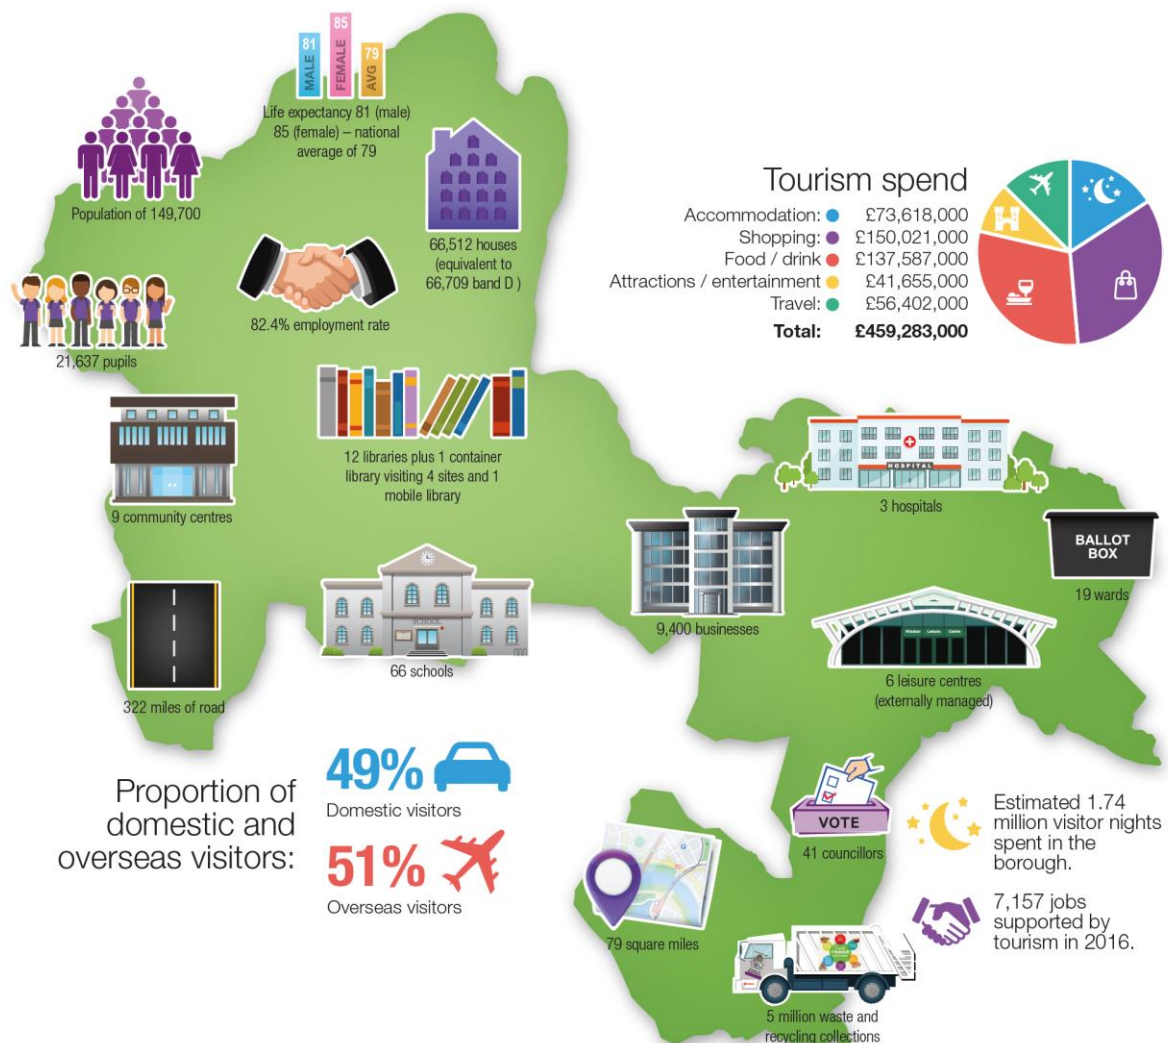 81
MALE
85
FEMALE
79
AVG
Life expectancy 81 (male)
85 (female) – national
average of 79
Population of 149,700
66,512 houses
(equivalent to
66,709 band D )
82.4% employment rate
21,637 pupils
Tourism spend
Accommodation: £73,618,000
Shopping: £150,021,000
Food / drink £137,587,000
Attractions / entertainment £41,655,000
Travel: £56,402,000
Total: £459,283,000
12 libraries plus 1 container
library visiting 4 sites and 1
mobile library
9 community centres
HOSPITAL
3 hospitals
BALLOT
BOX
19 wards
9,400 businesses
SCHOOL
66 schools
Windsor Leisure Centre
6 leisure centres
(externally managed)
322 miles of road
Proportion of
domestic and
overseas visitors:
49%
Domestic visitors
51%
Overseas visitors
VOTE
41 councillors
Estimated 1.74
million visitor nights
spent in the
borough.
7,157 jobs
supported by
tourism in 2016.
79 square miles
5 million waste and
recycling collections